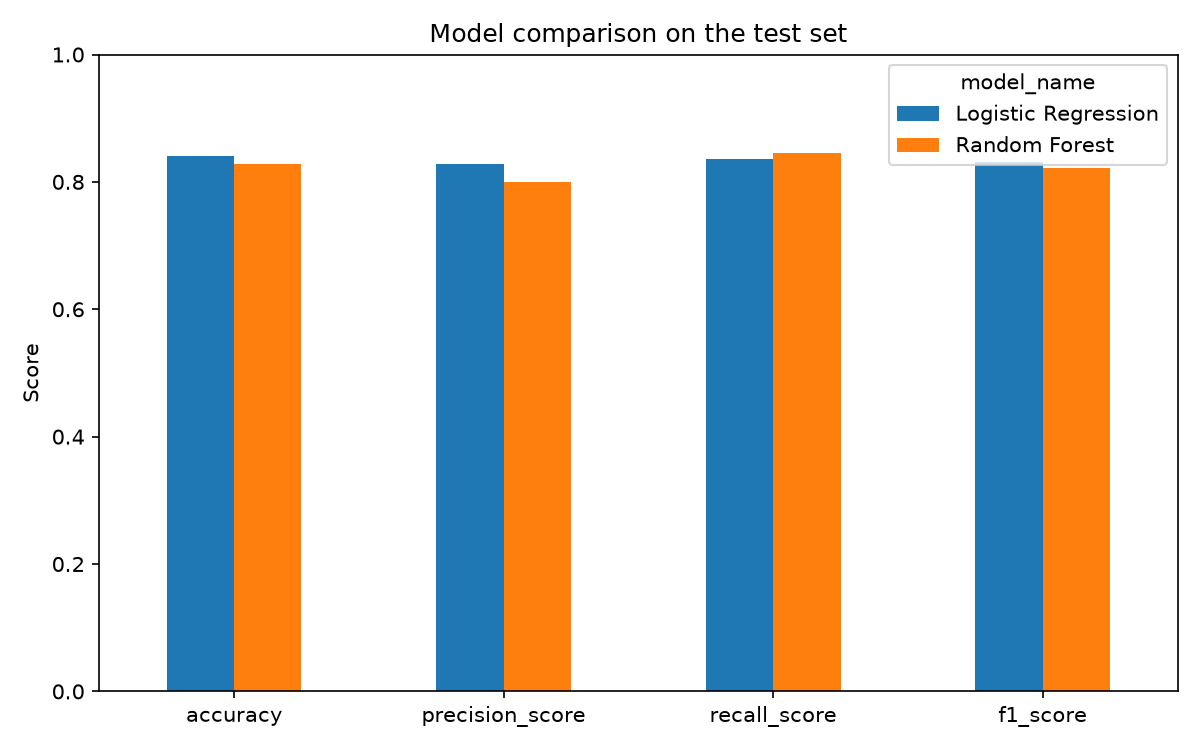 Model comparison on the test set
model_name
Logistic Regression
Random Forest
Score
1.0
0.8
0.6
0.4
0.2
0.0
accuracy
precision_score
recall_score
f1_score